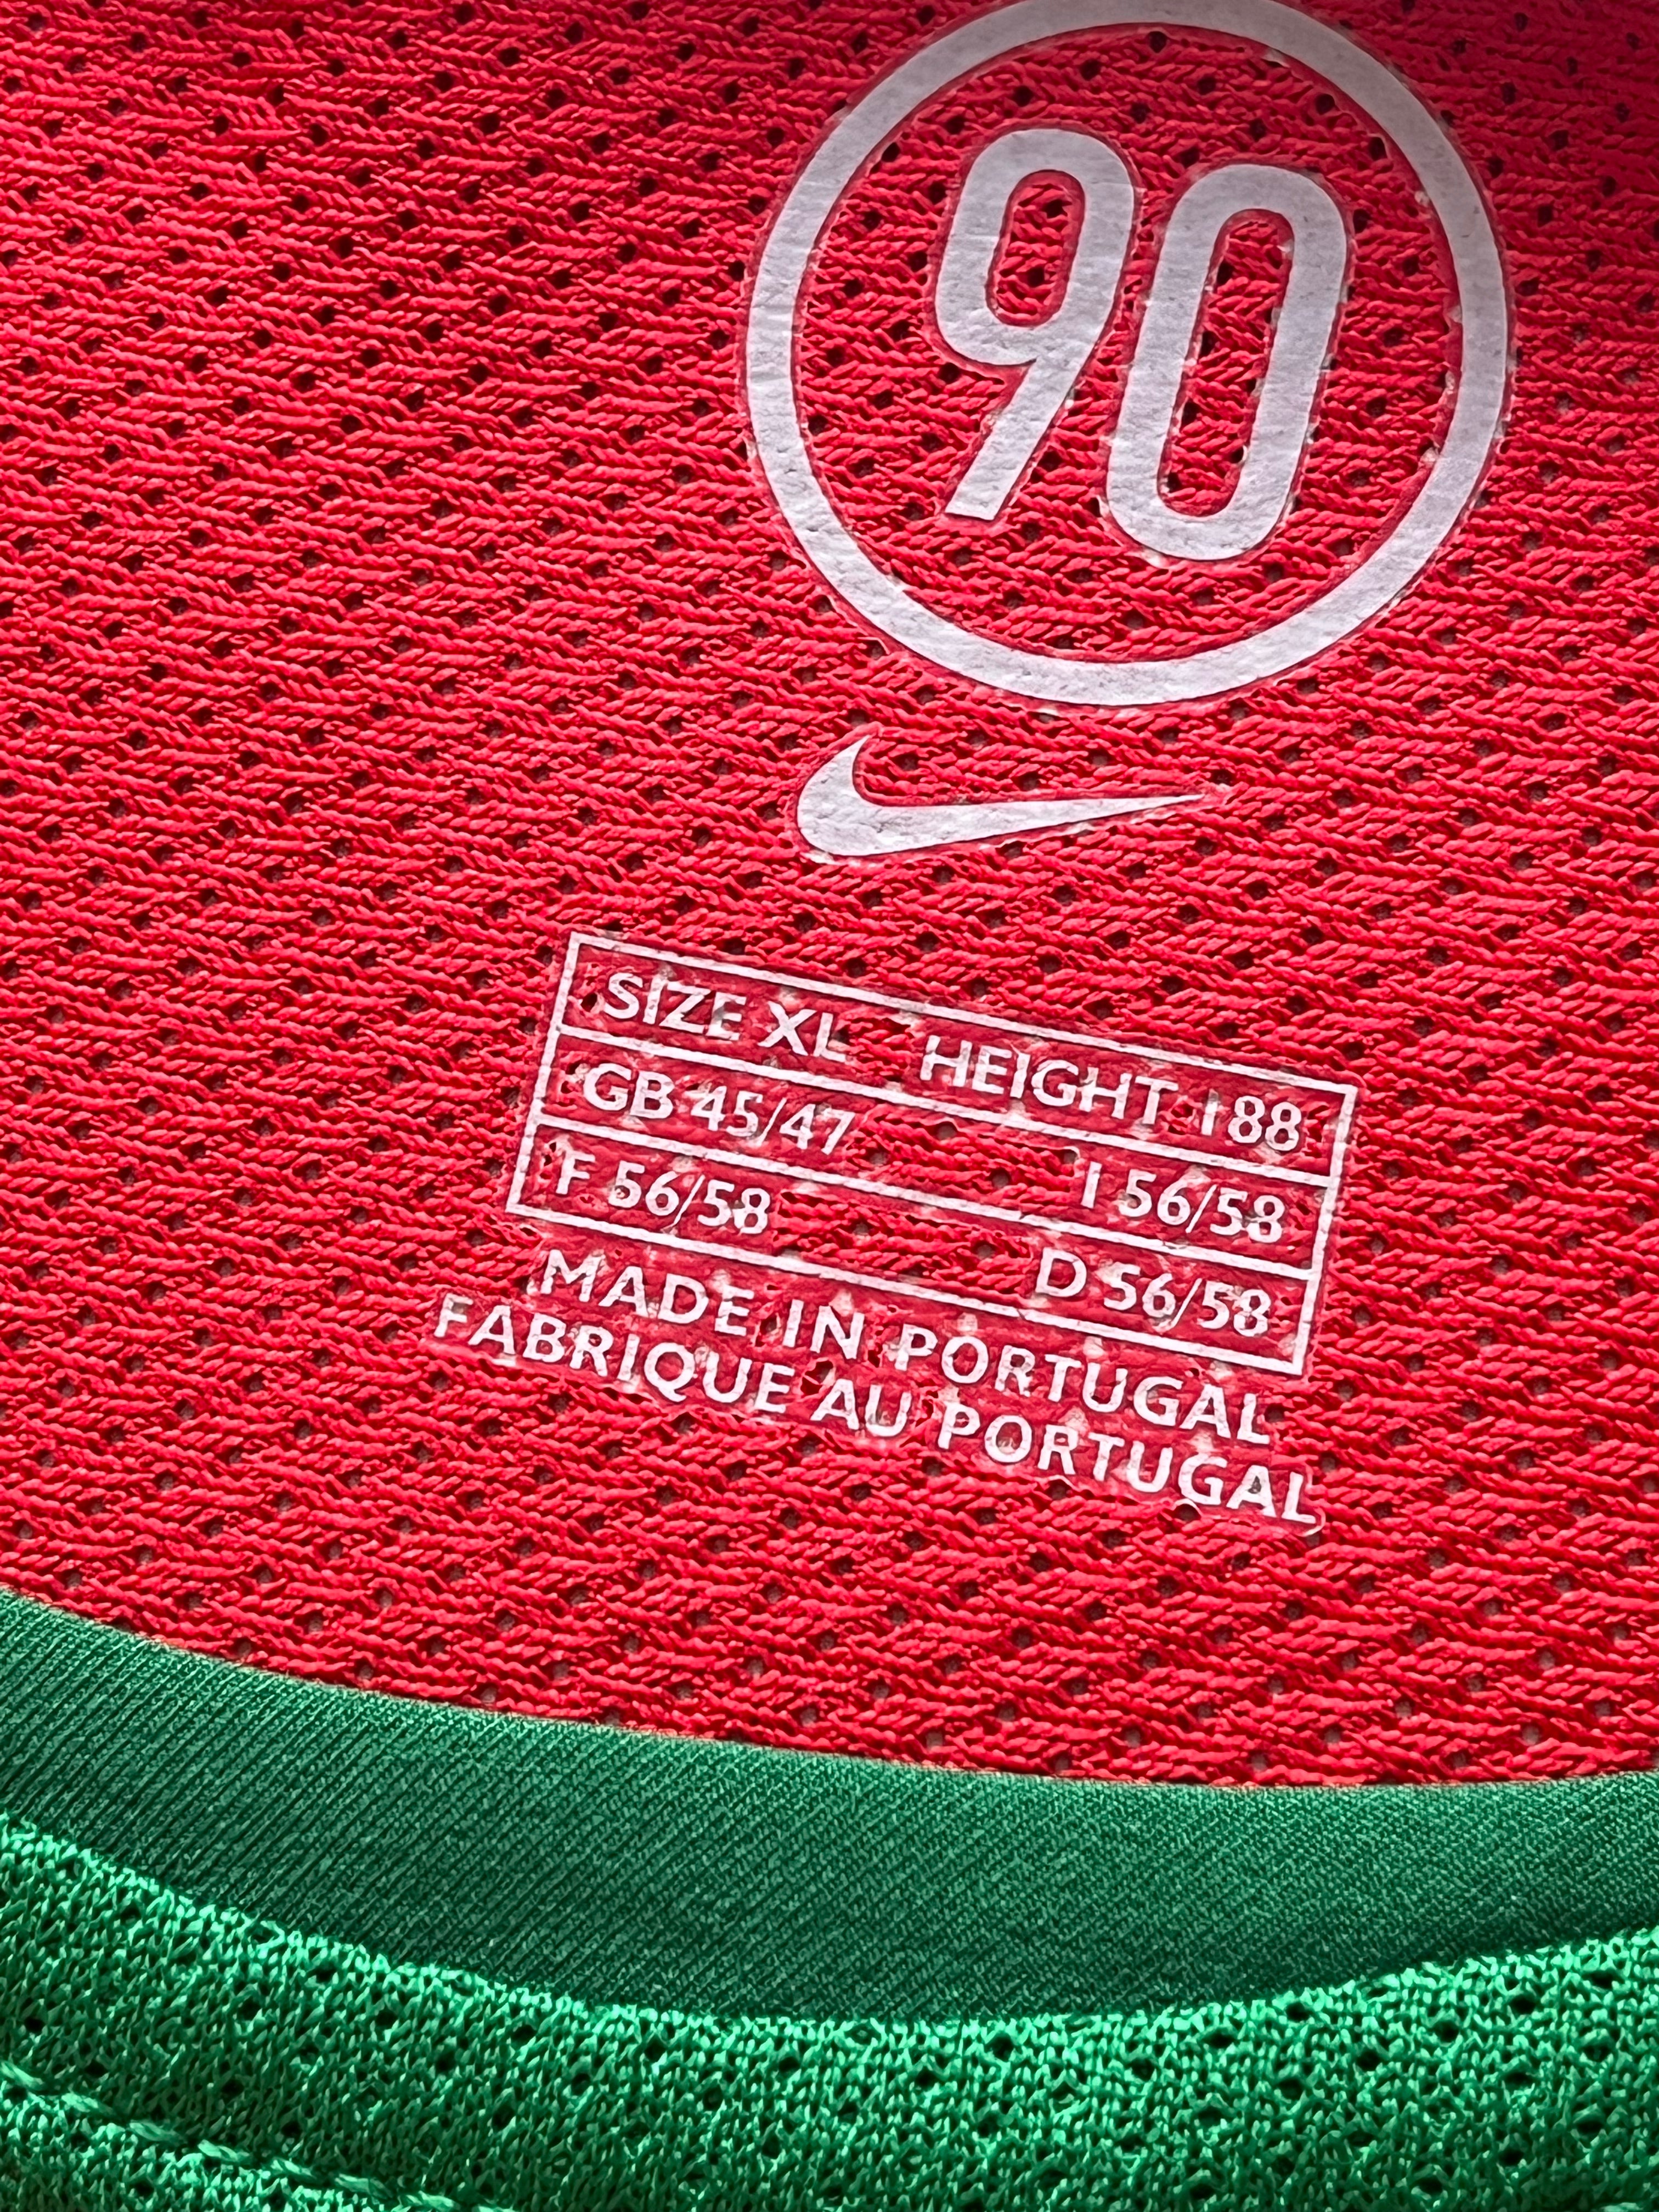 90
SIZE XL HEIGHT 188
GB 45/47 I 56/58
F 56/58 D 56/58
MADE IN PORTUGAL
FABRIQUE AU PORTUGAL